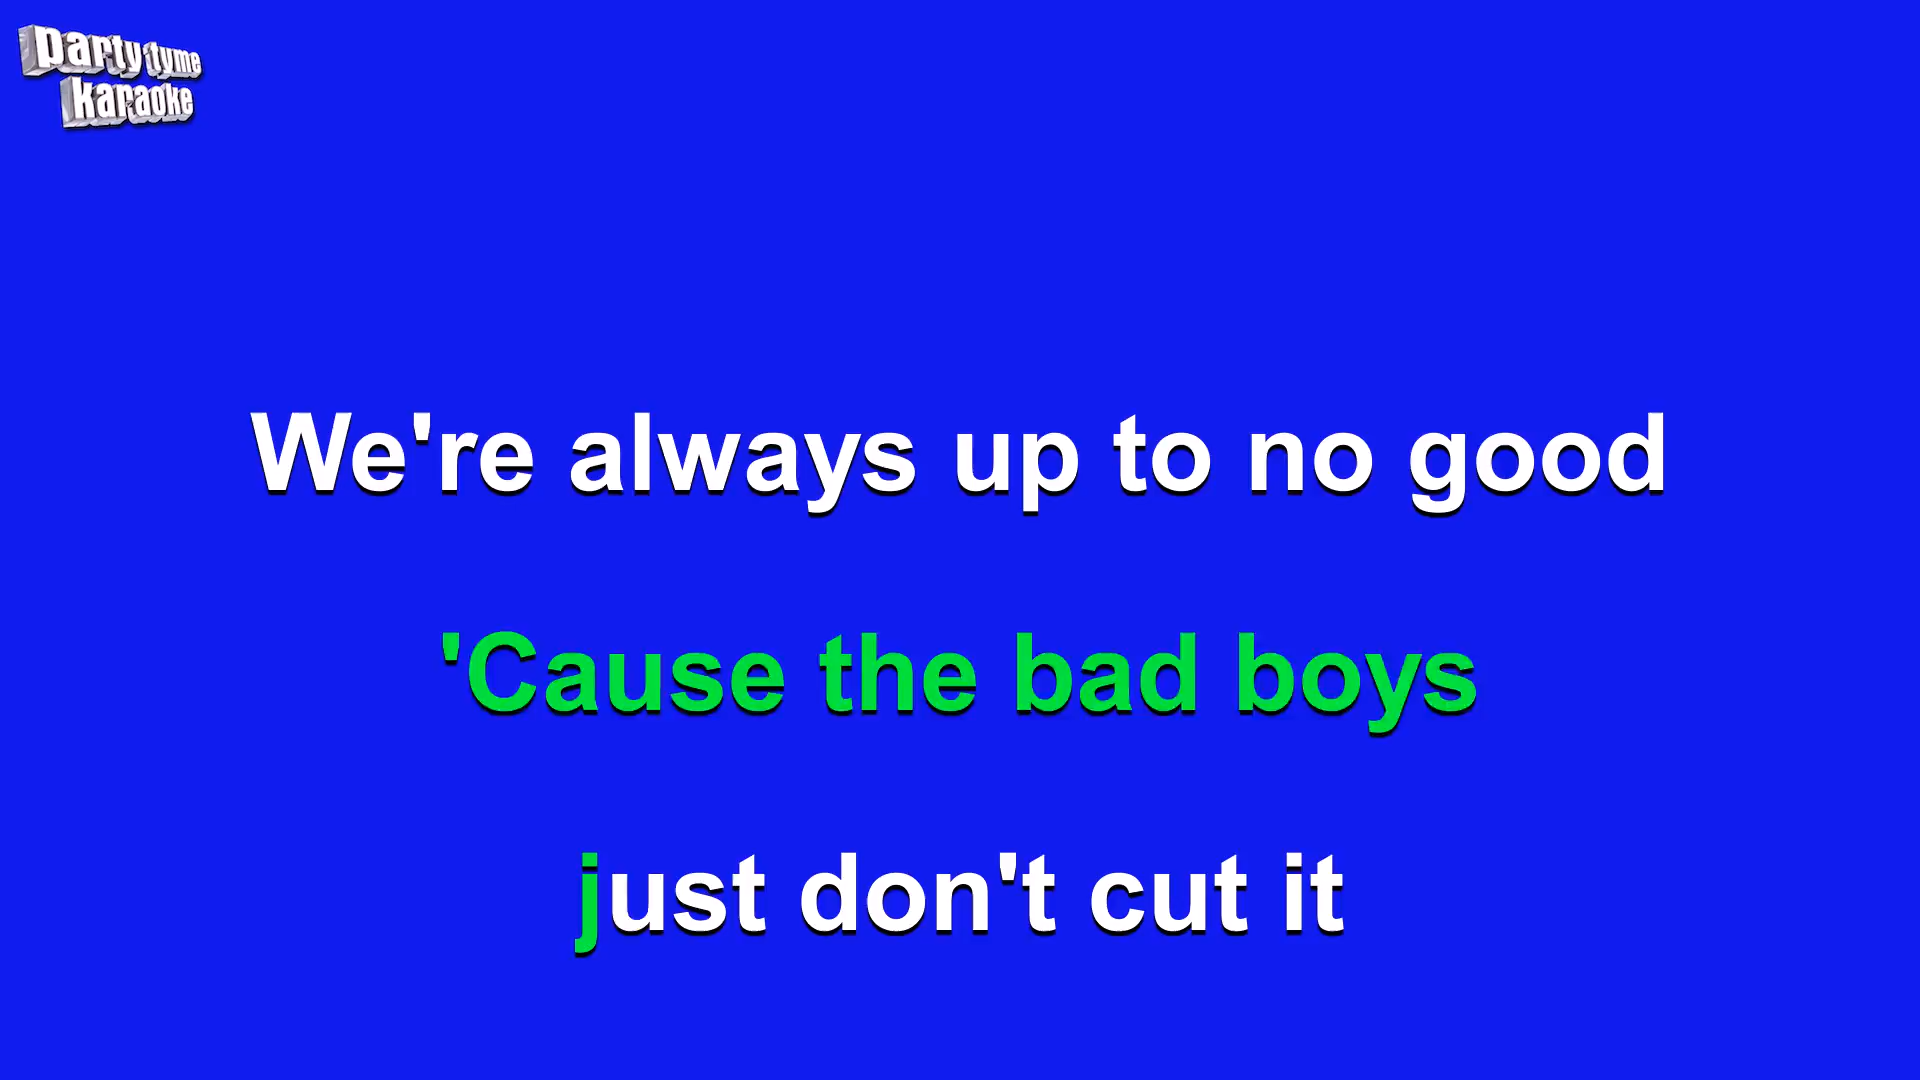 party tyme
karaoke
We're always up to no good
'Cause the bad boys
just don't cut it